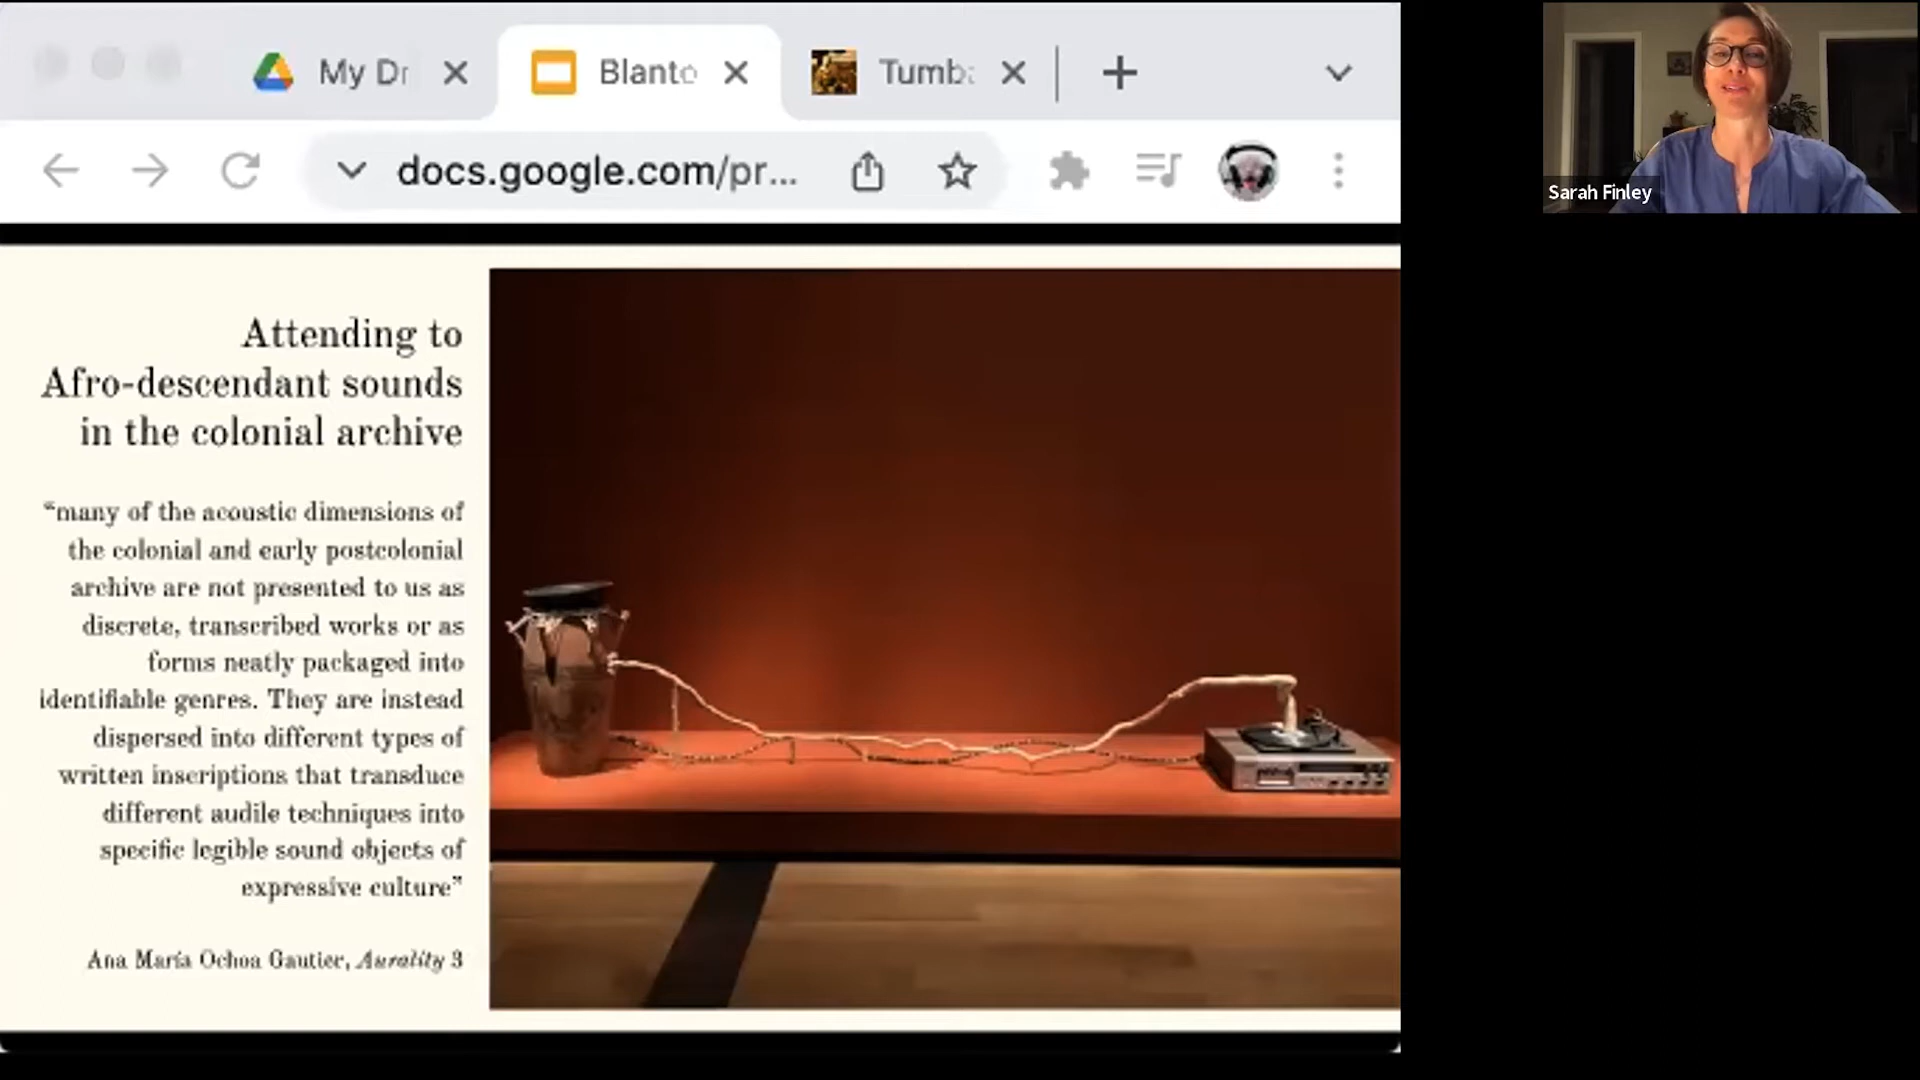 My Dr
Blanto
Tumba
docs.google.com/pr...
Sarah Finley
Attending to
Afro-descendant sounds
in the colonial archive
“many of the acoustic dimensions of
the colonial and early postcolonial
archive are not presented to us as
discrete, transcribed works or as
forms neatly packaged into
identifiable genres. They are instead
dispersed into different types of
written inscriptions that transduce
different audile techniques into
specific legible sound objects of
expressive culture”
Ana María Ochoa Gautier, Aurality 3